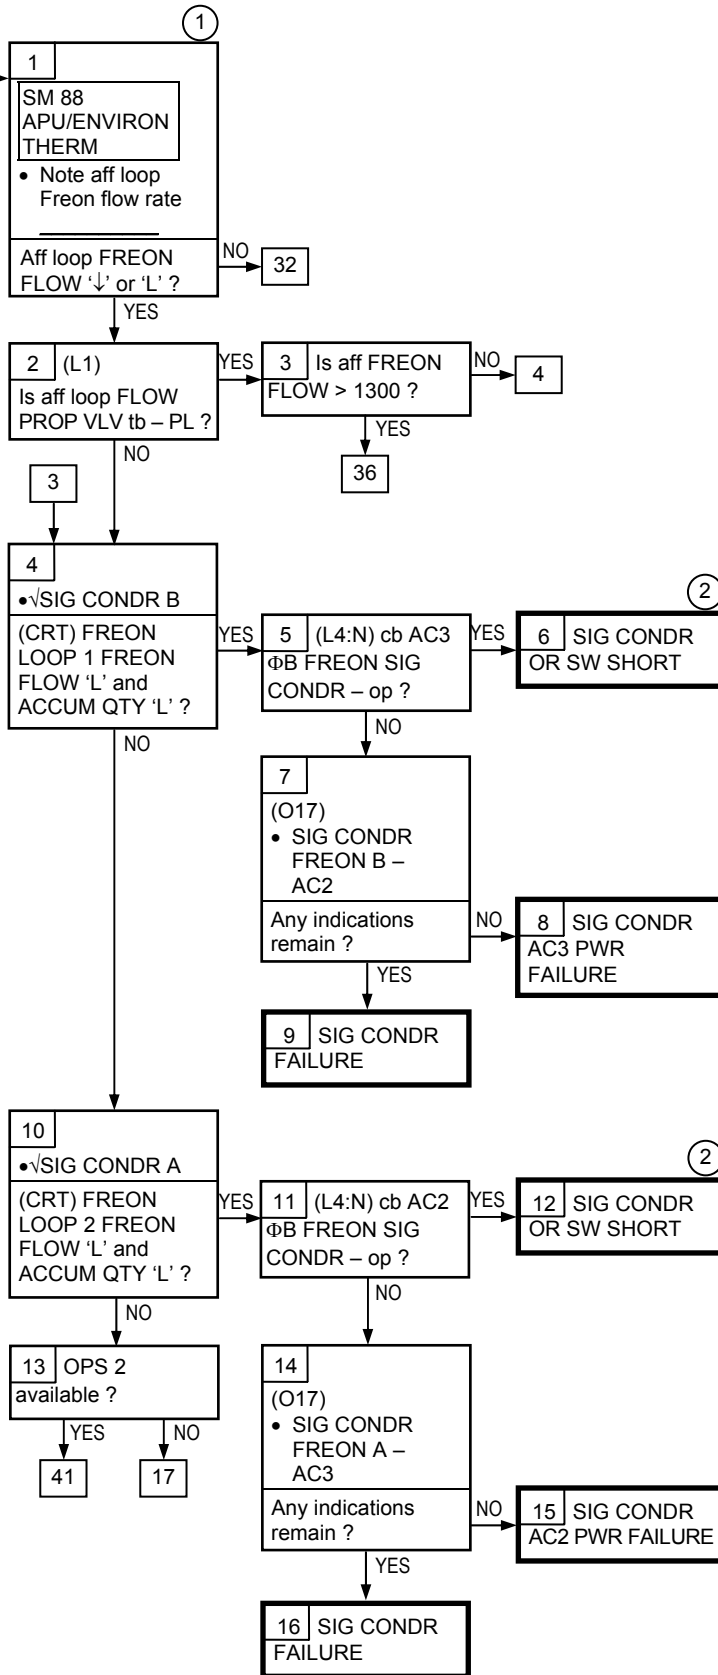 1
1
SM 88
APU/ENVIRON
THERM
• Note aff loop
Freon flow rate
Aff loop FREON
FLOW ‘↓’ or ‘L’ ?
NO
32
YES
2 (L1)
Is aff loop FLOW
PROP VLV tb – PL ?
YES
3 Is aff FREON
FLOW > 1300 ?
NO
4
YES
36
NO
3
4
•√SIG CONDR B
(CRT) FREON
LOOP 1 FREON
FLOW ‘L’ and
ACCUM QTY ‘L’ ?
YES
5 (L4:N) cb AC3
ΦB FREON SIG
CONDR – op ?
YES
2
6 SIG CONDR
OR SW SHORT
NO
NO
7
(O17)
• SIG CONDR
FREON B –
AC2
Any indications
remain ?
NO
8 SIG CONDR
AC3 PWR
FAILURE
YES
9 SIG CONDR
FAILURE
10
•√SIG CONDR A
(CRT) FREON
LOOP 2 FREON
FLOW ‘L’ and
ACCUM QTY ‘L’ ?
YES
11 (L4:N) cb AC2
ΦB FREON SIG
CONDR – op ?
YES
2
12 SIG CONDR
OR SW SHORT
NO
NO
13 OPS 2
available ?
YES
NO
41
17
14
(O17)
• SIG CONDR
FREON A –
AC3
Any indications
remain ?
NO
15 SIG CONDR
AC2 PWR FAILURE
YES
16 SIG CONDR
FAILURE